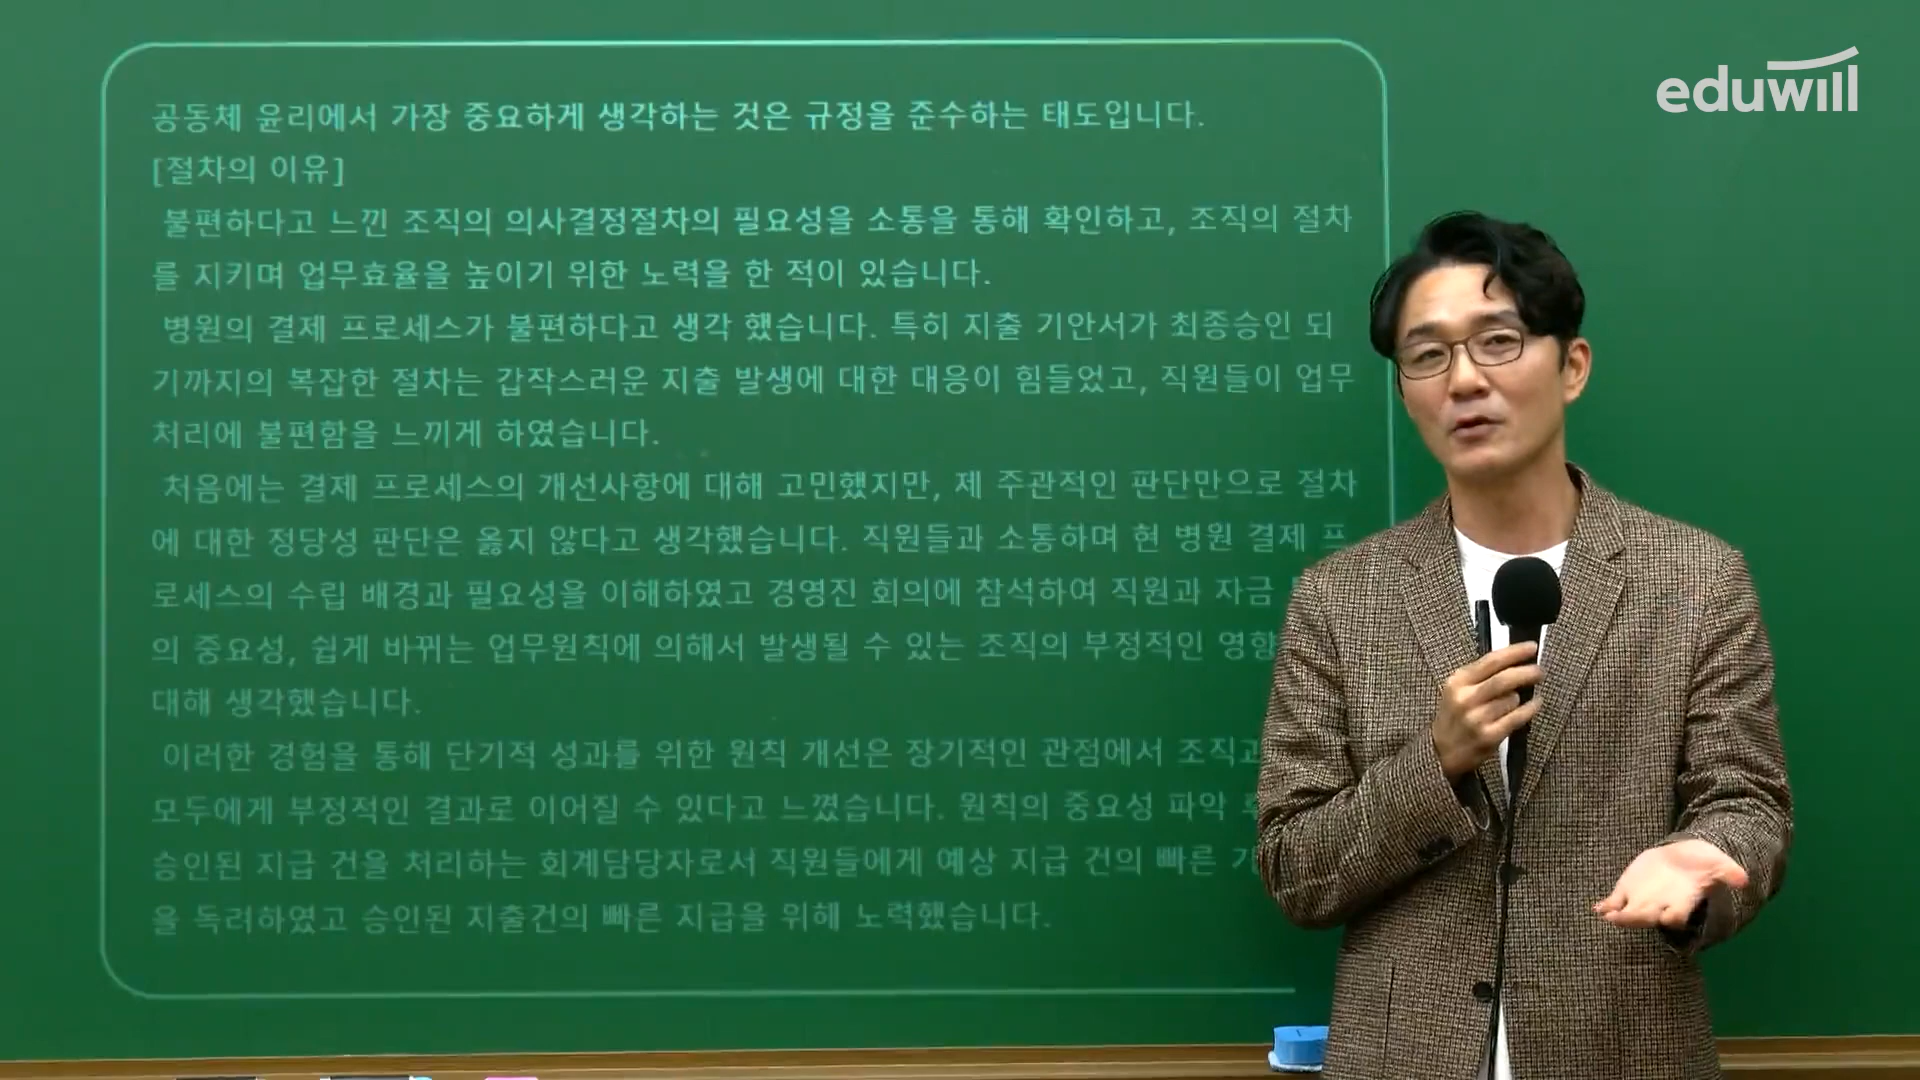 eduwill
공동체 윤리에서 가장 중요하게 생각하는 것은 규정을 준수하는 태도입니다.
[절차의 이유]
불편하다고 느낀 조직의 의사결정절차의 필요성을 소통을 통해 확인하고, 조직의 절차
를 지키며 업무효율을 높이기 위한 노력을 한 적이 있습니다.
병원의 결제 프로세스가 불편하다고 생각 했습니다. 특히 지출 기안서가 최종승인 되
기까지의 복잡한 절차는 갑작스러운 지출 발생에 대한 대응이 힘들었고, 직원들이 업무
처리에 불편함을 느끼게 하였습니다.
처음에는 결제 프로세스의 개선사항에 대해 고민했지만, 제 주관적인 판단만으로 절차
에 대한 정당성 판단은 옳지 않다고 생각했습니다. 직원들과 소통하며 현 병원 결제 프
로세스의 수립 배경과 필요성을 이해하였고 경영진 회의에 참석하여 직원과 자금
의 중요성, 쉽게 바뀌는 업무원칙에 의해서 발생될 수 있는 조직의 부정적인 영향
대해 생각했습니다.
이러한 경험을 통해 단기적 성과를 위한 원칙 개선은 장기적인 관점에서 조직과
모두에게 부정적인 결과로 이어질 수 있다고 느꼈습니다. 원칙의 중요성 파악
승인된 지급 건을 처리하는 회계담당자로서 직원들에게 예상 지급 건의 빠른
을 독려하였고 승인된 지출건의 빠른 지급을 위해 노력했습니다.